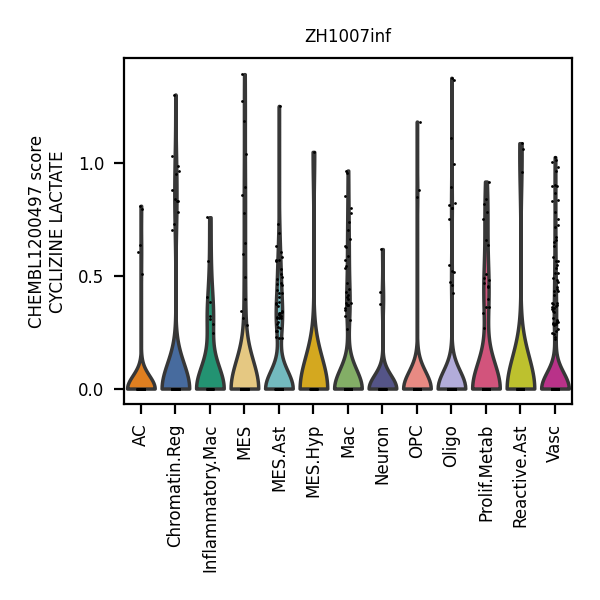 ZH1007inf
CHEMBL1200497 score
CYCLIZINE LACTATE
1.0
0.5
0.0
AC
Chromatin.Reg
Inflammatory.Mac
MES
MES.Ast
MES.Hyp
Mac
Neuron
OPC
Oligo
Prolif.Metab
Reactive.Ast
Vasc